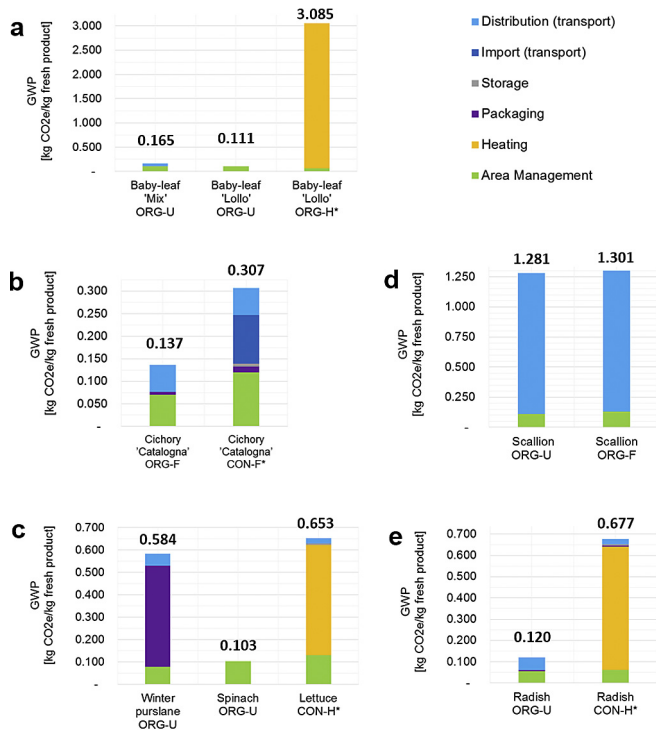 a
GWP
[kg CO2e/kg fresh product]
3.000
2.500
2.000
1.500
1.000
0.500
-
0.165
0.111
3.085
Baby-leaf
'Mix'
ORG-U
Baby-leaf
'Lollo'
ORG-U
Baby-leaf
'Lollo'
ORG-H*
Distribution (transport)
Import (transport)
Storage
Packaging
Heating
Area Management
b
GWP
[kg CO2e/kg fresh product]
0.300
0.250
0.200
0.150
0.100
0.050
-
0.137
0.307
Cichory
'Catalogna'
ORG-F
Cichory
'Catalogna'
CON-F*
d
GWP
[kg CO2e/kg fresh product]
1.250
1.000
0.750
0.500
0.250
-
1.281
1.301
Scallion
ORG-U
Scallion
ORG-F
c
GWP
[kg CO2e/kg fresh product]
0.700
0.600
0.500
0.400
0.300
0.200
0.100
-
0.584
0.103
0.653
Winter
purslane
ORG-U
Spinach
ORG-U
Lettuce
CON-H*
e
GWP
[kg CO2e/kg fresh product]
0.700
0.600
0.500
0.400
0.300
0.200
0.100
-
0.120
0.677
Radish
ORG-U
Radish
CON-H*